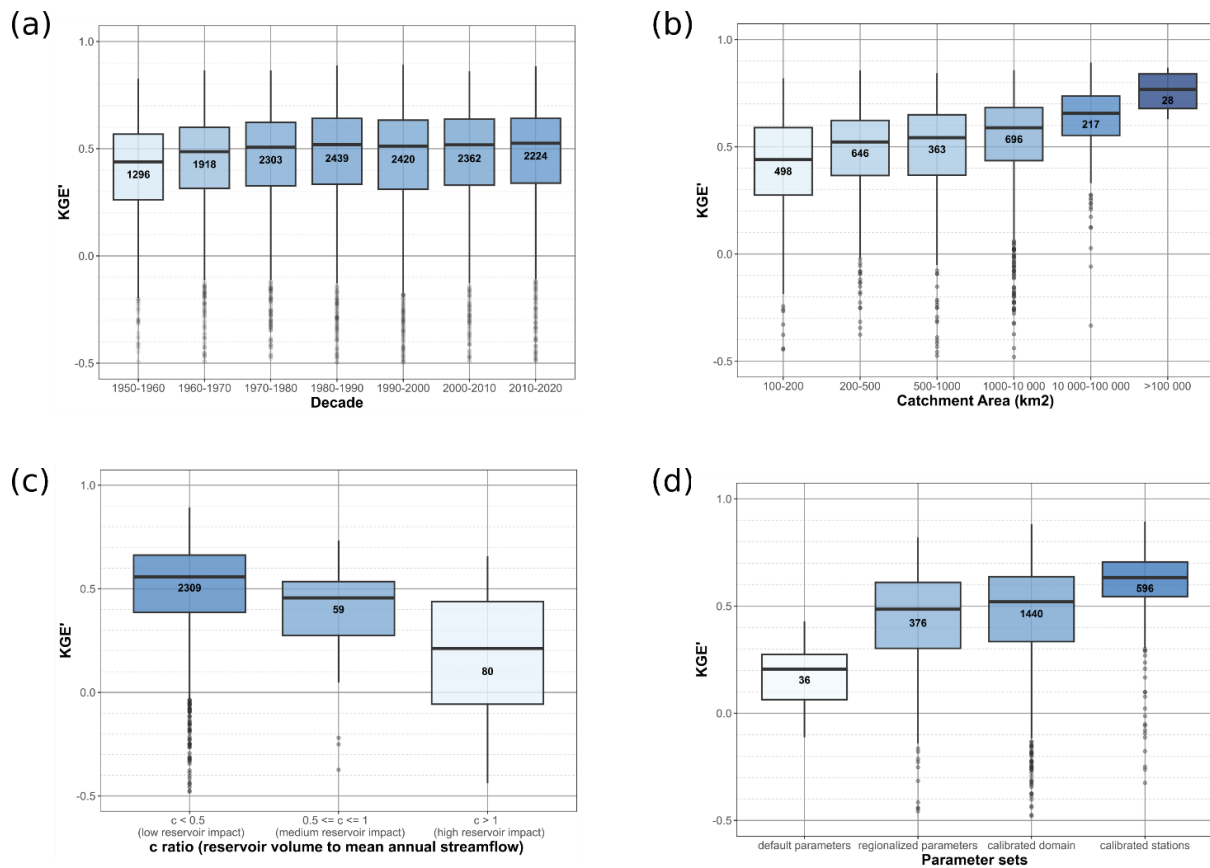 (a)
1.0
0.5
0.0
-0.5
KGE'
1296
1918
2303
2439
2420
2362
2224
1950-1960 1960-1970 1970-1980 1980-1990 1990-2000 2000-2010 2010-2020
Decade
(b)
1.0
0.5
0.0
-0.5
KGE'
498
646
363
696
217
28
100-200 200-500 500-1000 1000-10 000 10 000-100 000 >100 000
Catchment Area (km2)
(c)
1.0
0.5
0.0
-0.5
KGE'
2309
59
80
c < 0.5 0.5 <= c <= 1 c > 1
(low reservoir impact) (medium reservoir impact) (high reservoir impact)
c ratio (reservoir volume to mean annual streamflow)
(d)
1.0
0.5
0.0
-0.5
KGE'
36
376
1440
596
default parameters regionalized parameters calibrated domain calibrated stations
Parameter sets